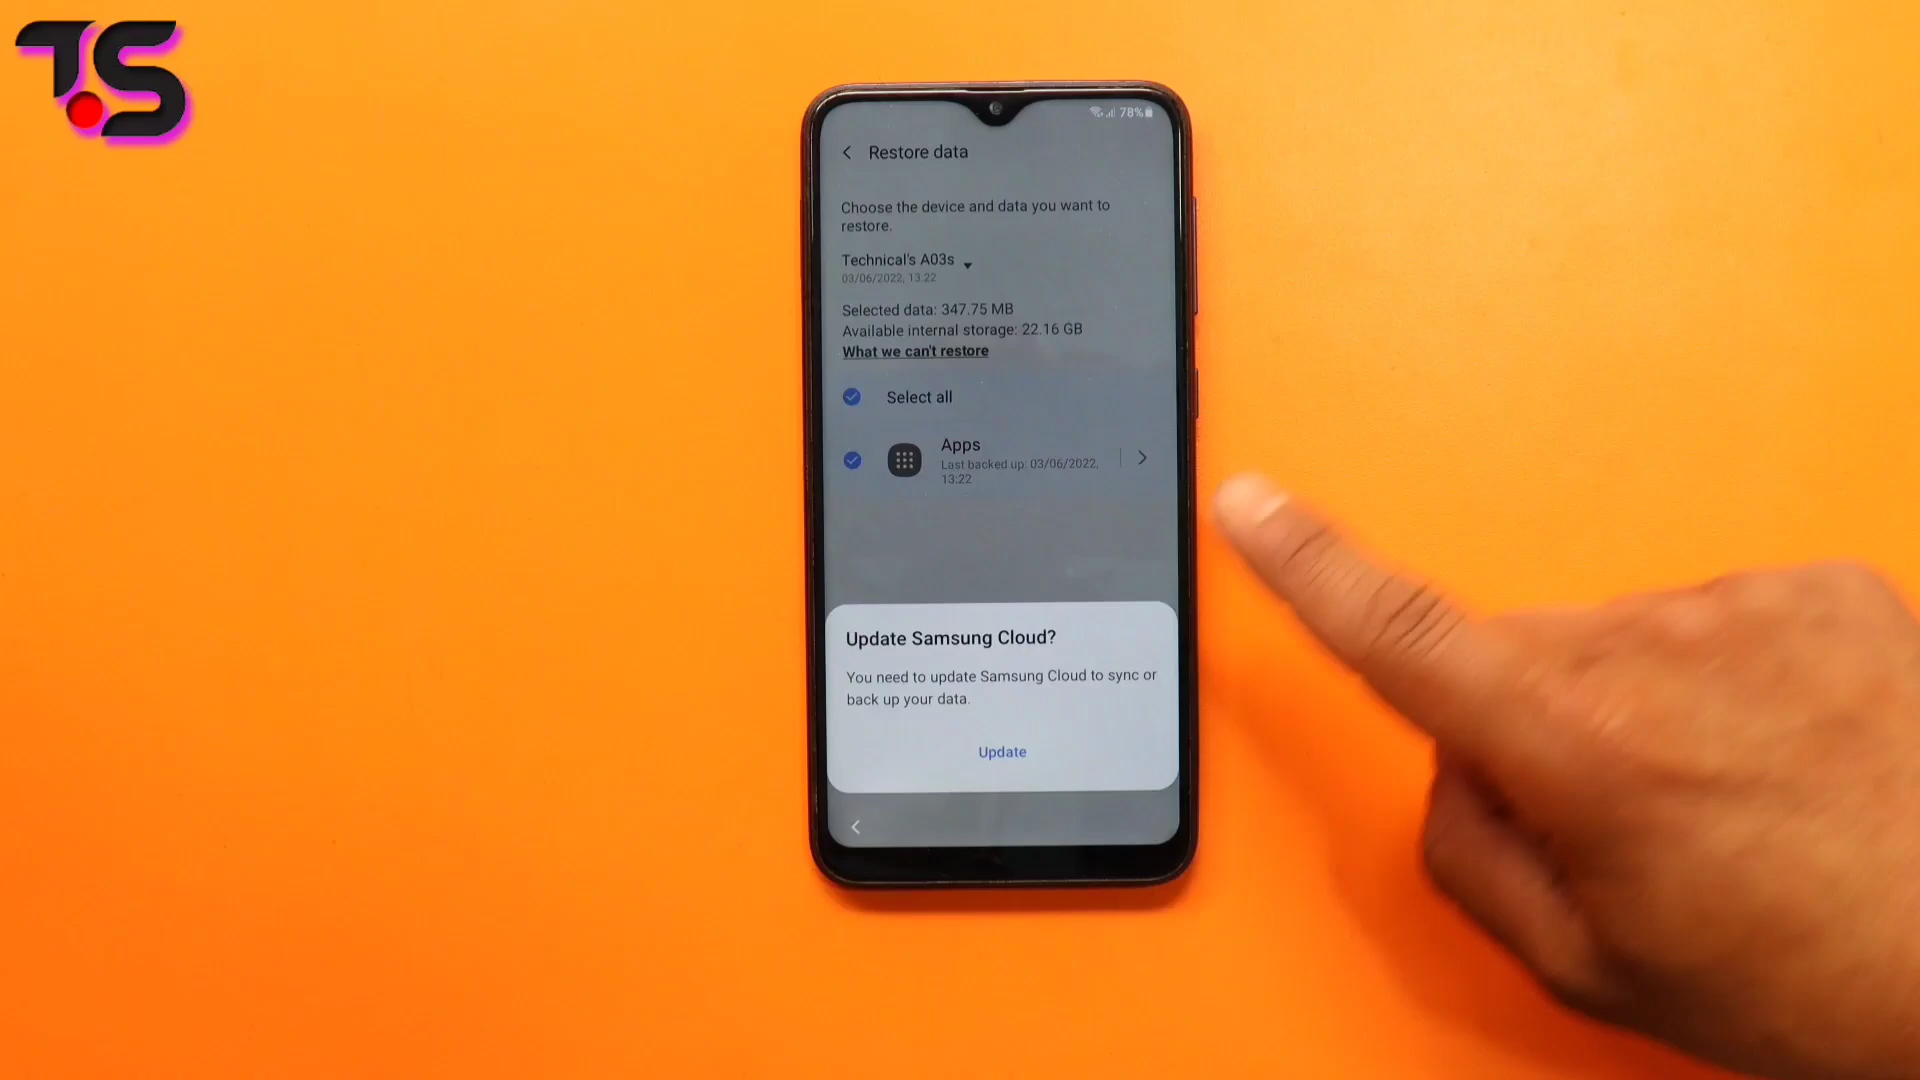 T.S
78%
Restore data
Choose the device and data you want to
restore.
Technical's A03s
03/06/2022, 13:22
Selected data: 347.75 MB
Available internal storage: 22.16 GB
What we can't restore
Select all
Apps
Last backed up: 03/06/2022,
13:22
Update Samsung Cloud?
You need to update Samsung Cloud to sync or
back up your data.
Update